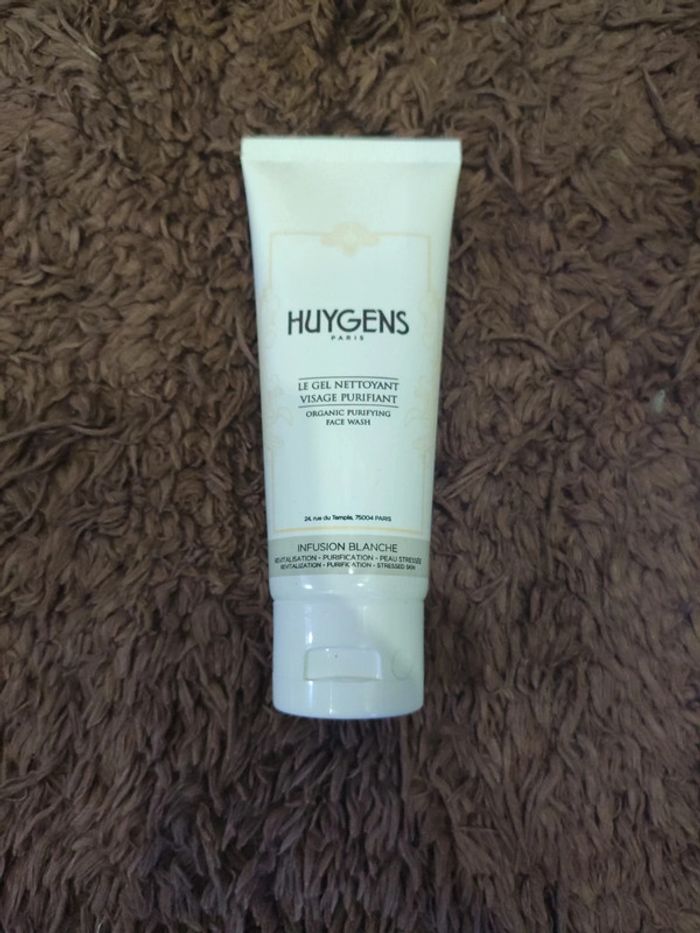 HUYGENS
PARIS
LE GEL NETTOYANT
VISAGE PURIFIANT
ORGANIC PURIFYING
FACE WASH
24, rue du Temple, 75004 PARIS
INFUSION BLANCHE
REVITALISATION - PURIFICATION - PEAU STRESSÉE
REVITALIZATION - PURIFICATION - STRESSED SKIN